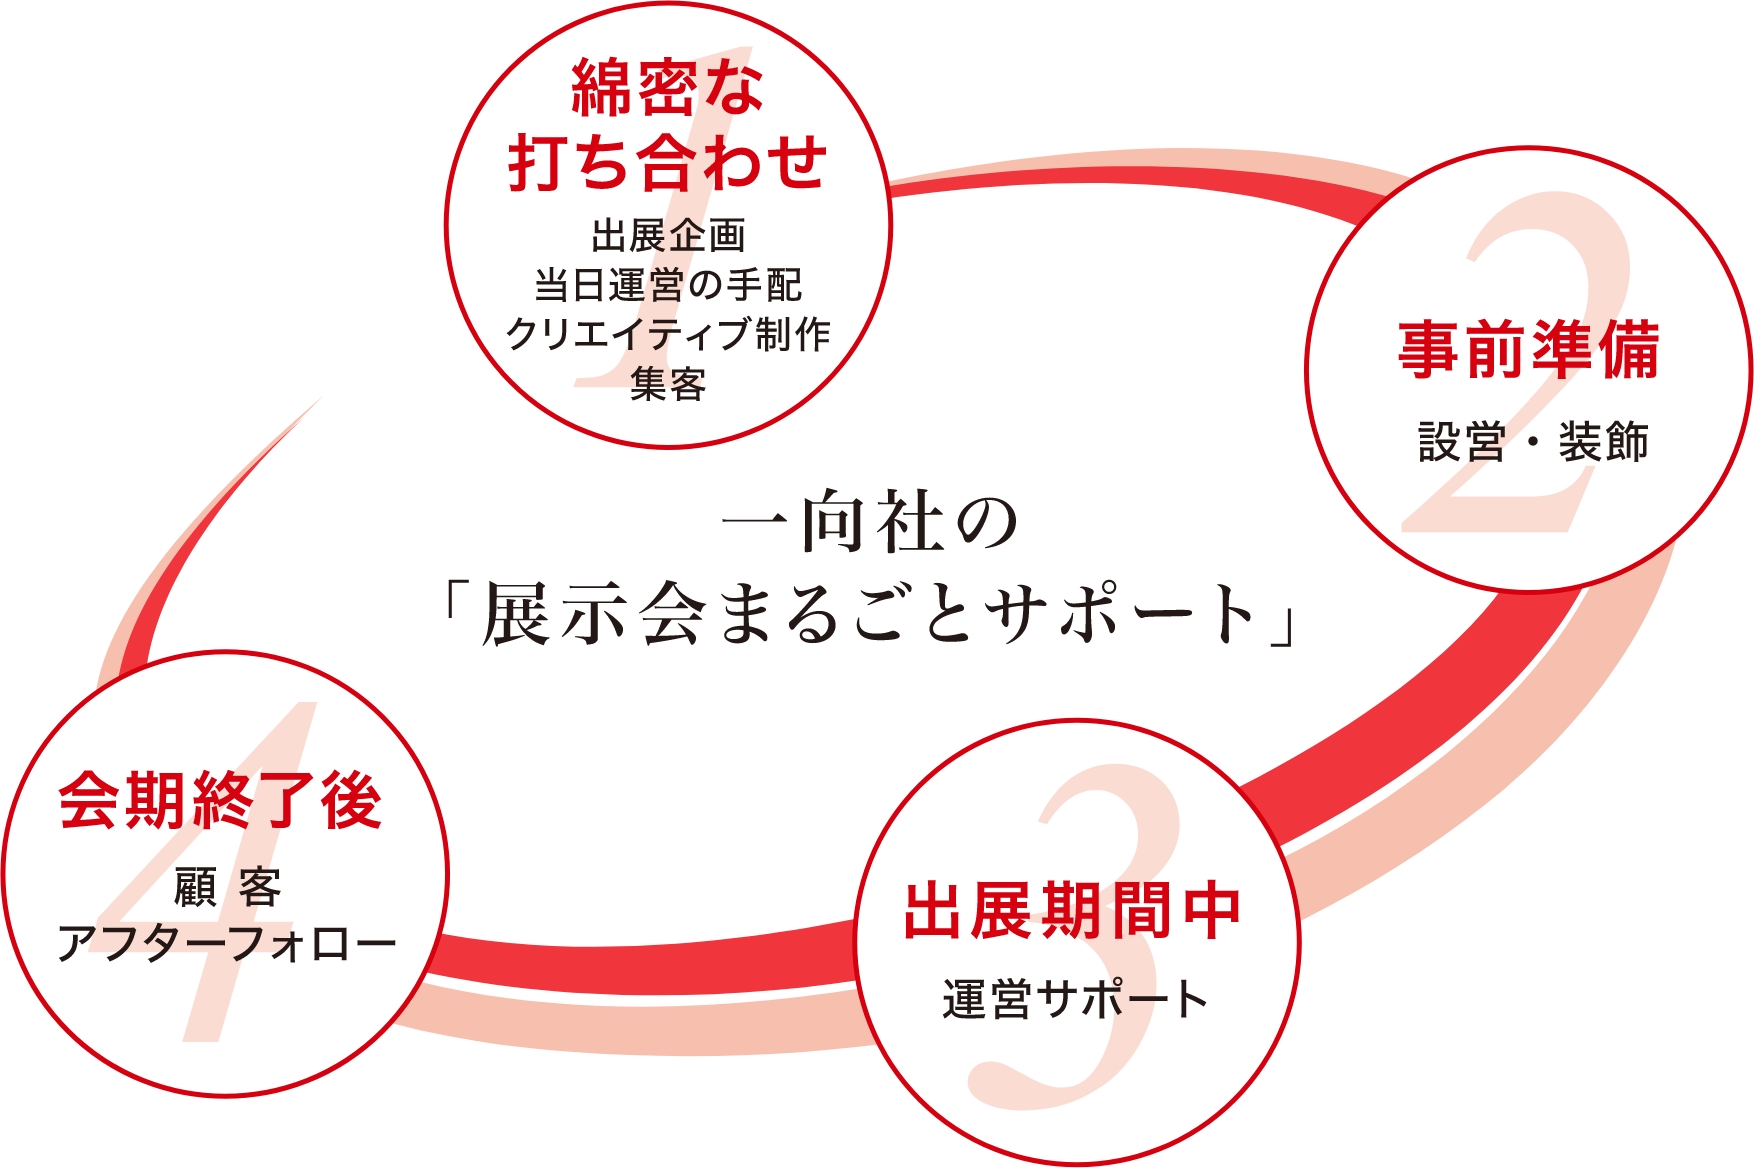 1
綿密な
打ち合わせ
出展企画
当日運営の手配
クリエイティブ制作
集客
2
事前準備
設営・装飾
一向社の
「展示会まるごとサポート」
3
出展期間中
運営サポート
4
会期終了後
顧 客
アフターフォロー